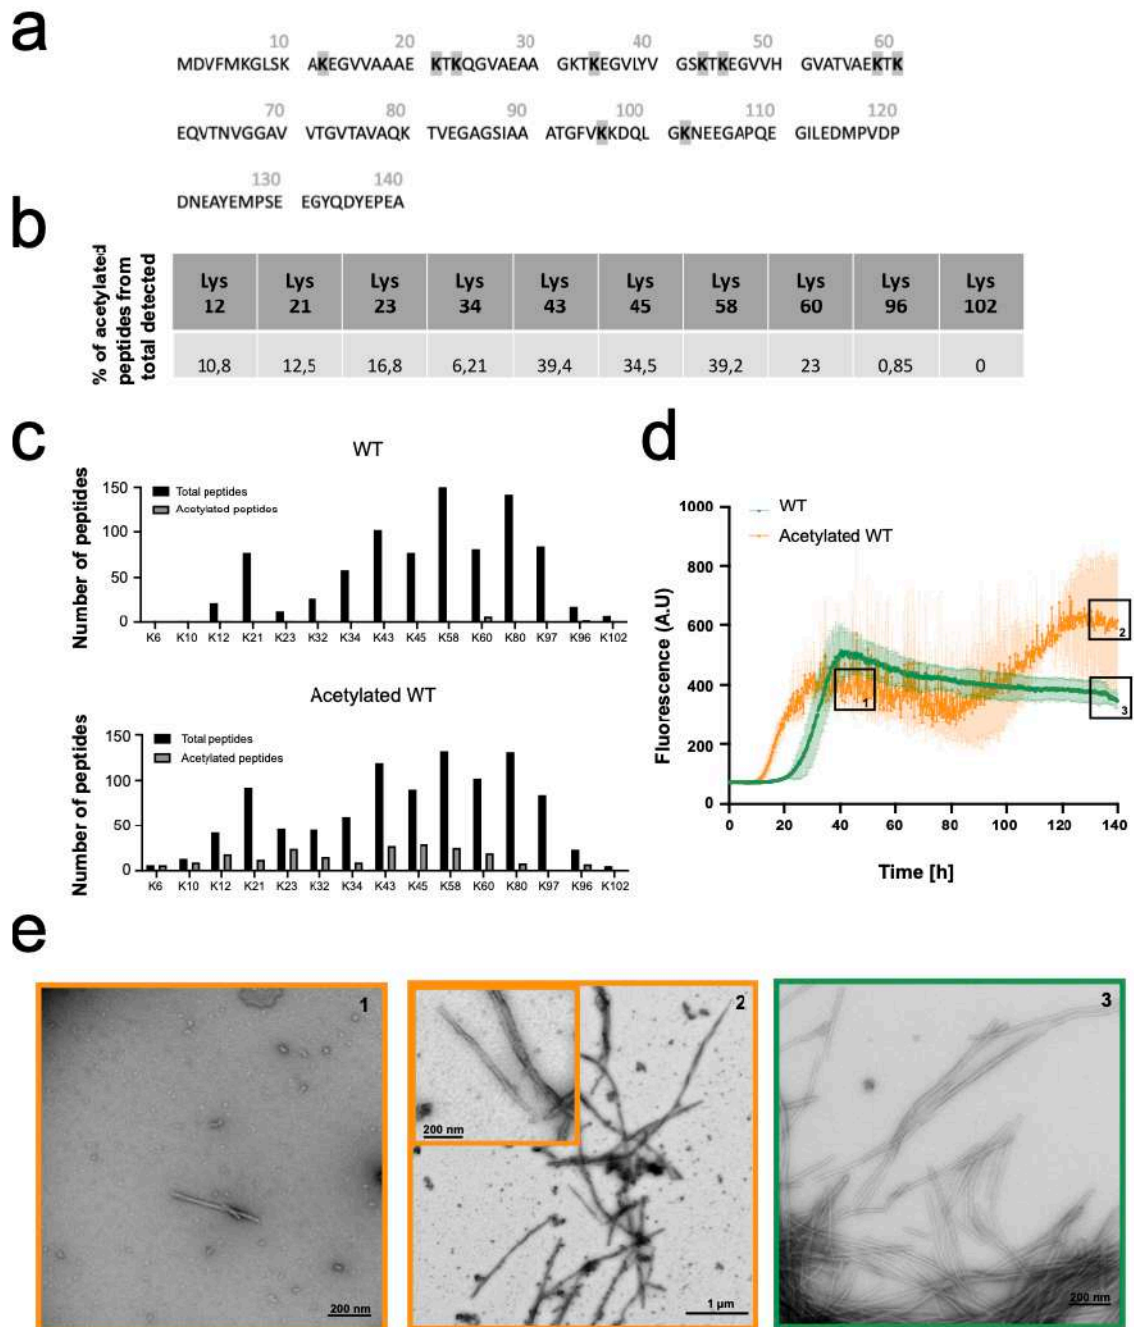 a
10 20 30 40 50 60
MDVFMKGLSK AKEGVVAAAE KTKQGVAEAA GKTKEGVLYV GSKTKEGVVH GVATVAEKTK
70 80 90 100 110 120
EQVTNVGGAV VTGVTAVAQK TVEGAGSIAA ATGFVKKDQL GKNEEGAPQE GILEDMPVDP
130 140
DNEAYEMPSE EGYQDYEPEA
b
% of acetylated
peptides from
total detected
Lys Lys Lys Lys Lys Lys Lys Lys Lys Lys
12 21 23 34 43 45 58 60 96 102
10,8 12,5 16,8 6,21 39,4 34,5 39,2 23 0,85 0
c
WT
Number of peptides
150
100
50
0
Total peptides
Acetylated peptides
K6 K10 K12 K21 K23 K32 K34 K43 K45 K58 K60 K80 K97 K96 K102
Acetylated WT
Number of peptides
150
100
50
0
Total peptides
Acetylated peptides
K6 K10 K12 K21 K23 K32 K34 K43 K45 K58 K60 K80 K97 K96 K102
d
Fluorescence (A.U)
1000
800
600
400
200
0
WT
Acetylated WT
1
2
3
0 20 40 60 80 100 120 140
Time [h]
e
1
200 nm
2
200 nm
1 µm
3
200 nm